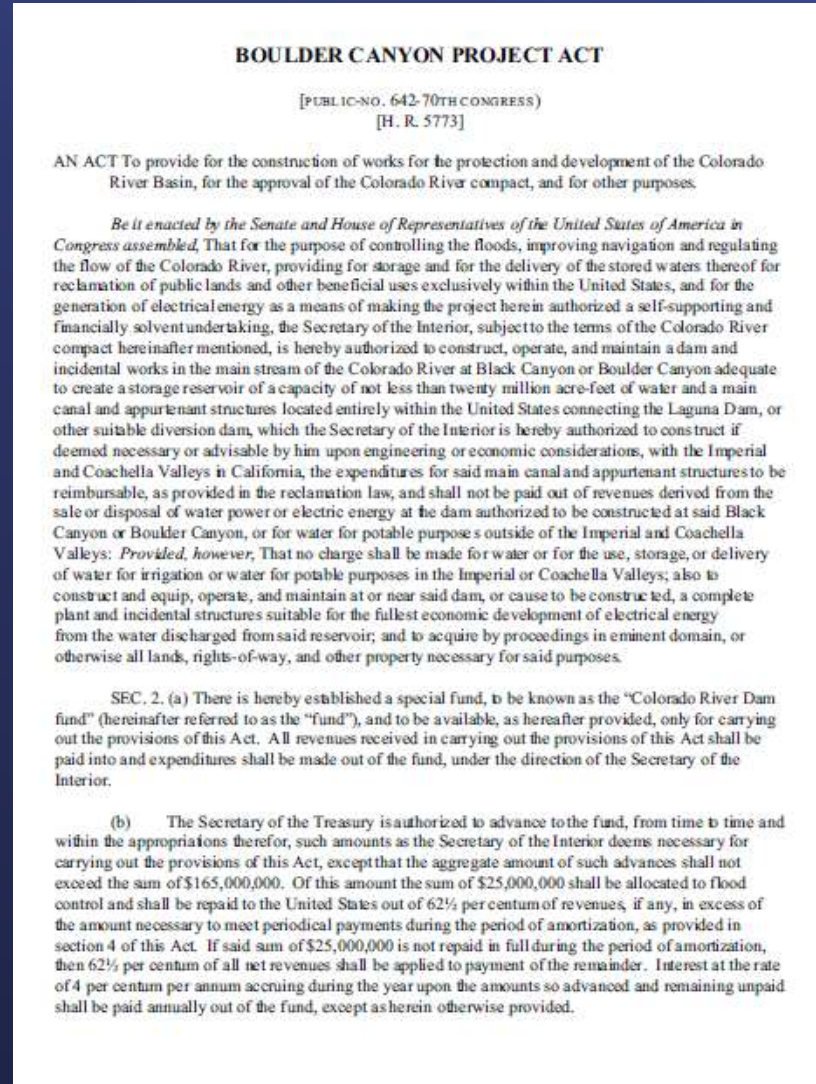 BOULDER CANYON PROJECT ACT
[PUBLIC-NO. 642-70TH CONGRESS)
[H. R. 5773]
AN ACT To provide for the construction of works for the protection and development of the Colorado
River Basin, for the approval of the Colorado River compact, and for other purposes.
Be it enacted by the Senate and House of Representatives of the United States of America in
Congress assembled, That for the purpose of controlling the floods, improving navigation and regulating
the flow of the Colorado River, providing for storage and for the delivery of the stored waters thereof for
reclamation of public lands and other beneficial uses exclusively within the United States, and for the
generation of electrical energy as a means of making the project herein authorized a self-supporting and
financially solvent undertaking, the Secretary of the Interior, subject to the terms of the Colorado River
compact hereinafter mentioned, is hereby authorized to construct, operate, and maintain a dam and
incidental works in the main stream of the Colorado River at Black Canyon or Boulder Canyon adequate
to create a storage reservoir of a capacity of not less than twenty million acre-feet of water and a main
canal and appurtenant structures located entirely within the United States connecting the Laguna Dam, or
other suitable diversion dam, which the Secretary of the Interior is hereby authorized to construct if
deemed necessary or advisable by him upon engineering or economic considerations, with the Imperial
and Coachella Valleys in California, the expenditures for said main canal and appurtenant structures to be
reimbursable, as provided in the reclamation law, and shall not be paid out of revenues derived from the
sale or disposal of water power or electric energy at the dam authorized to be constructed at said Black
Canyon or Boulder Canyon, or for water for potable purposes outside of the Imperial and Coachella
Valleys: Provided, however, That no charge shall be made for water or for the use, storage, or delivery
of water for irrigation or water for potable purposes in the Imperial or Coachella Valleys; also to
construct and equip, operate, and maintain at or near said dam, or cause to be constructed, a complete
plant and incidental structures suitable for the fullest economic development of electrical energy
from the water discharged from said reservoir; and to acquire by proceedings in eminent domain, or
otherwise all lands, rights-of-way, and other property necessary for said purposes.
SEC. 2. (a) There is hereby established a special fund, to be known as the “Colorado River Dam
fund” (hereinafter referred to as the “fund”), and to be available, as hereafter provided, only for carrying
out the provisions of this Act. All revenues received in carrying out the provisions of this Act shall be
paid into and expenditures shall be made out of the fund, under the direction of the Secretary of the
Interior.
(b) The Secretary of the Treasury is authorized to advance to the fund, from time to time and
within the appropriations therefor, such amounts as the Secretary of the Interior deems necessary for
carrying out the provisions of this Act, except that the aggregate amount of such advances shall not
exceed the sum of $165,000,000. Of this amount the sum of $25,000,000 shall be allocated to flood
control and shall be repaid to the United States out of 62½ per centum of revenues, if any, in excess of
the amount necessary to meet periodical payments during the period of amortization, as provided in
section 4 of this Act. If said sum of $25,000,000 is not repaid in full during the period of amortization,
then 62½ per centum of all net revenues shall be applied to payment of the remainder. Interest at the rate
of 4 per centum per annum accruing during the year upon the amounts so advanced and remaining unpaid
shall be paid annually out of the fund, except as herein otherwise provided.